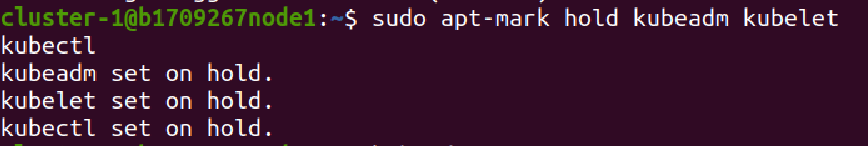 cluster-1@b1709267node1:~$ sudo apt-mark hold kubeadm kubelet
kubectl
kubeadm set on hold.
kubelet set on hold.
kubectl set on hold.